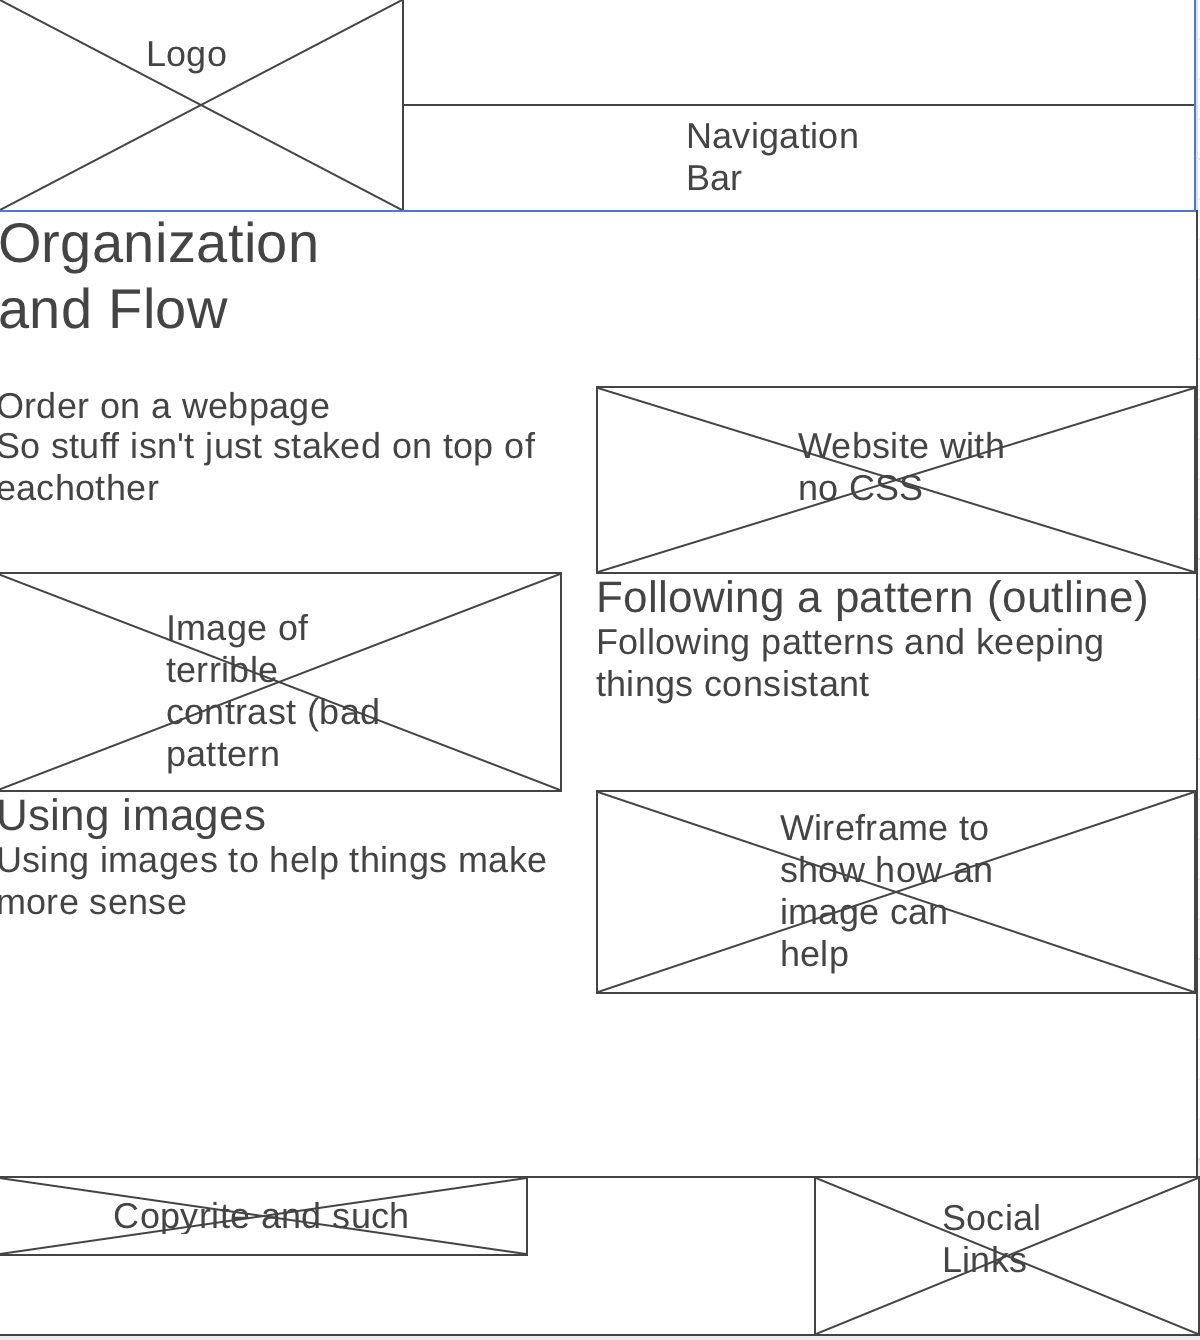 Logo
Navigation
Bar
Organization
and Flow
Order on a webpage
So stuff isn't just staked on top of
eachother
Website with
no CSS
Image of
terrible
contrast (bad
pattern
Following a pattern (outline)
Following patterns and keeping
things consistant
Using images
Using images to help things make
more sense
Wireframe to
show how an
image can
help
Copyrite and such
Social
Links